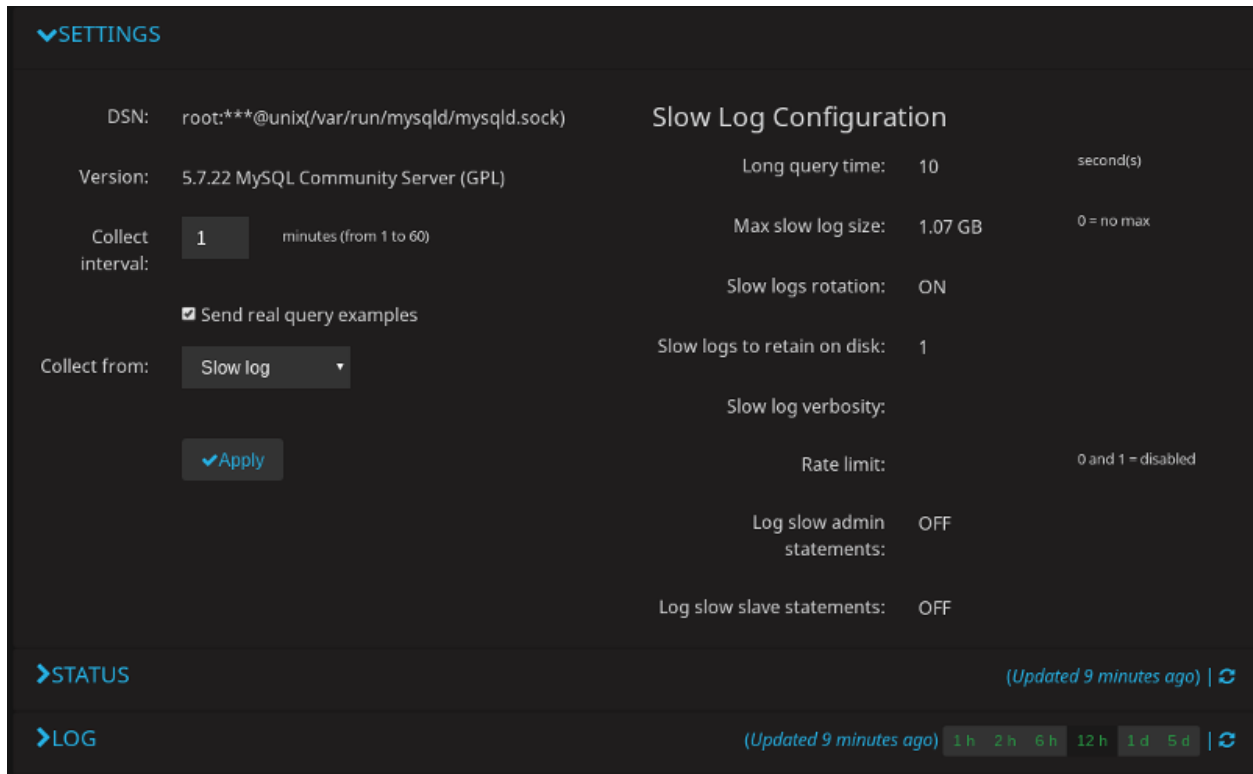 SETTINGS
DSN: root:***@unix(/var/run/mysqld/mysqld.sock)
Version: 5.7.22 MySQL Community Server (GPL)
Collect interval: 1 minutes (from 1 to 60)
Send real query examples
Collect from: Slow log
Apply
Slow Log Configuration
Long query time: 10 second(s)
Max slow log size: 1.07 GB 0 = no max
Slow logs rotation: ON
Slow logs to retain on disk: 1
Slow log verbosity:
Rate limit: 0 and 1 = disabled
Log slow admin statements: OFF
Log slow slave statements: OFF
STATUS (Updated 9 minutes ago) |
LOG (Updated 9 minutes ago) 1 h 2 h 6 h 12 h 1 d 5 d |